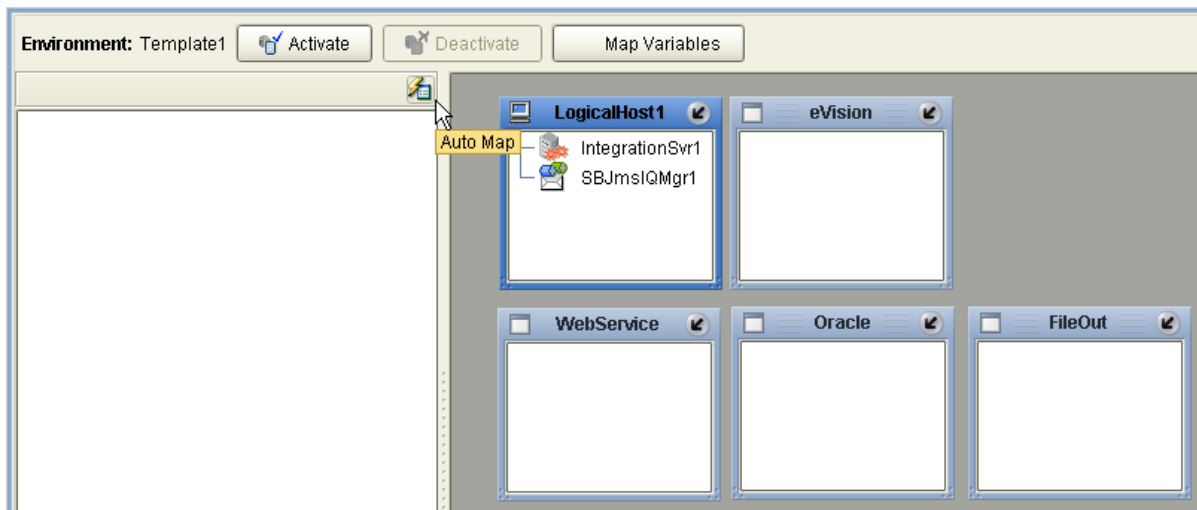 Environment: Template1 Activate Deactivate Map Variables
Auto Map
LogicalHost1
IntegrationSvr1
SBJmsIQMgr1
eVision
WebService
Oracle
FileOut